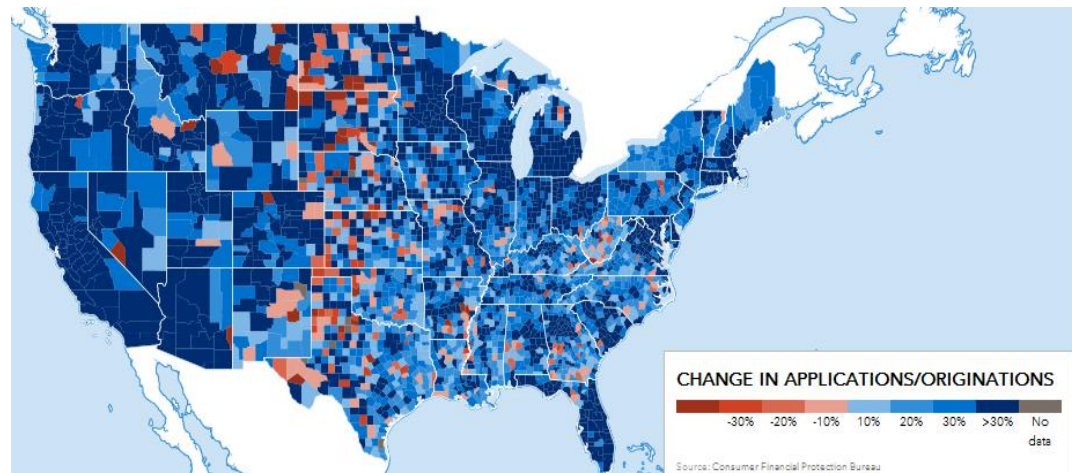 CHANGE IN APPLICATIONS/ORIGINATIONS
-30% -20% -10% 10% 20% 30% >30% No
data
Source: Consumer Financial Protection Bureau